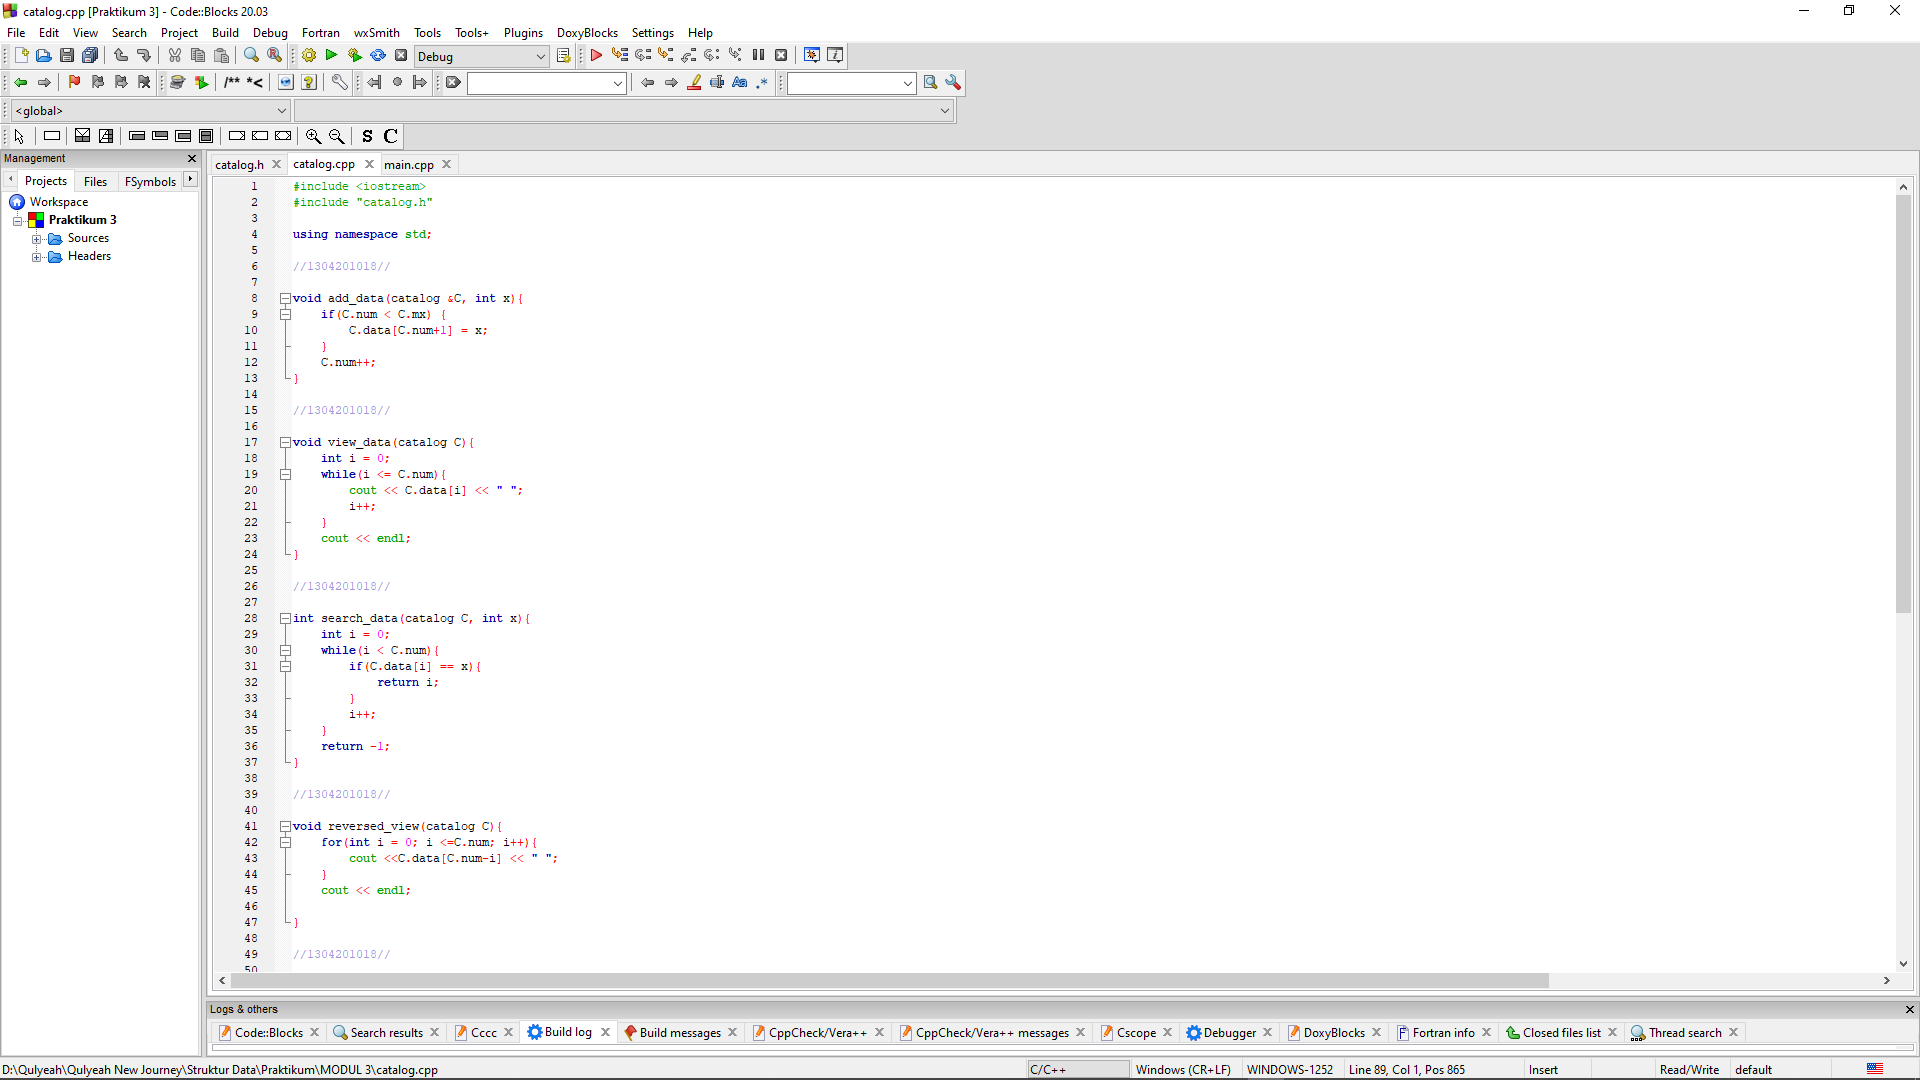 catalog.cpp [Praktikum 3] - Code::Blocks 20.03
File Edit View Search Project Build Debug Fortran wxSmith Tools Tools+ Plugins DoxyBlocks Settings Help
Debug
/** *<
Aa .*
<global>
S C
Management
catalog.h catalog.cpp main.cpp
Projects Files FSymbols
Workspace
Praktikum 3
Sources
Headers
1 #include <iostream>
2 #include "catalog.h"
3
4 using namespace std;
5
6 //1304201018//
7
8 void add_data(catalog &C, int x){
9 if(C.num < C.mx) {
10 C.data[C.num+1] = x;
11 }
12 C.num++;
13 }
14
15 //1304201018//
16
17 void view_data(catalog C){
18 int i = 0;
19 while(i <= C.num){
20 cout << C.data[i] << " ";
21 i++;
22 }
23 cout << endl;
24 }
25
26 //1304201018//
27
28 int search_data(catalog C, int x){
29 int i = 0;
30 while(i < C.num){
31 if(C.data[i] == x){
32 return i;
33 }
34 i++;
35 }
36 return -1;
37 }
38
39 //1304201018//
40
41 void reversed_view(catalog C){
42 for(int i = 0; i <=C.num; i++){
43 cout <<C.data[C.num-i] << " ";
44 }
45 cout << endl;
46
47 }
48
49 //1304201018//
50
Logs & others
Code::Blocks Search results Cccc Build log Build messages CppCheck/Vera++ CppCheck/Vera++ messages Cscope Debugger DoxyBlocks Fortran info Closed files list Thread search
D:\Qulyeah\Qulyeah New Journey\Struktur Data\Praktikum\MODUL 3\catalog.cpp C/C++ Windows (CR+LF) WINDOWS-1252 Line 89, Col 1, Pos 865 Insert Read/Write default